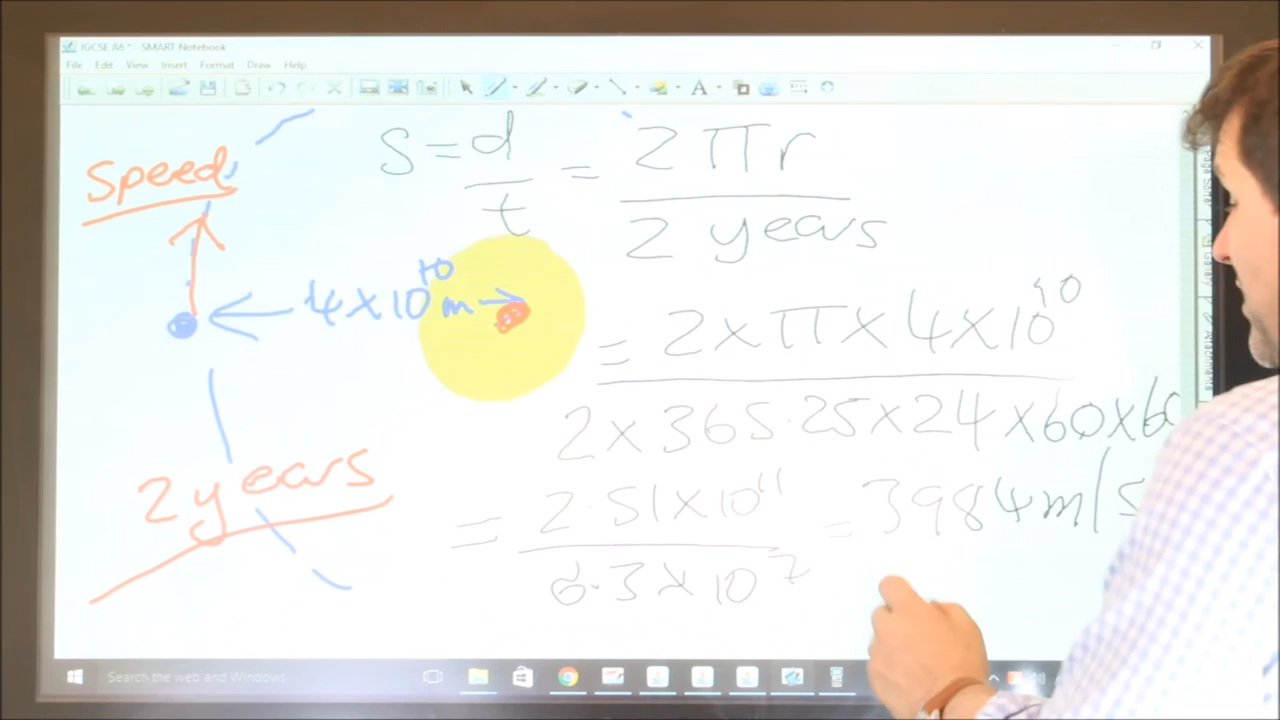 IGCSE A6 * - SMART Notebook
File Edit View Insert Format Draw Help
Speed
S = d/t = 2πr / 2 years
4 × 10^10 m
= 2 × π × 4 × 10^10
2 × 365.25 × 24 × 60 × 60
2 years
= 2.51 × 10^11 / 6.3 × 10^7 = 3984 m/s
Search the web and Windows